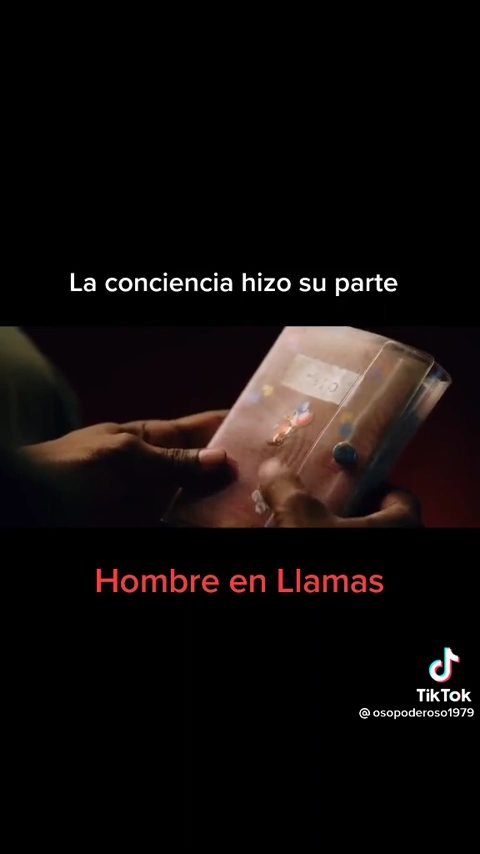 La conciencia hizo su parte
Hombre en Llamas
TikTok
@osopoderoso1979